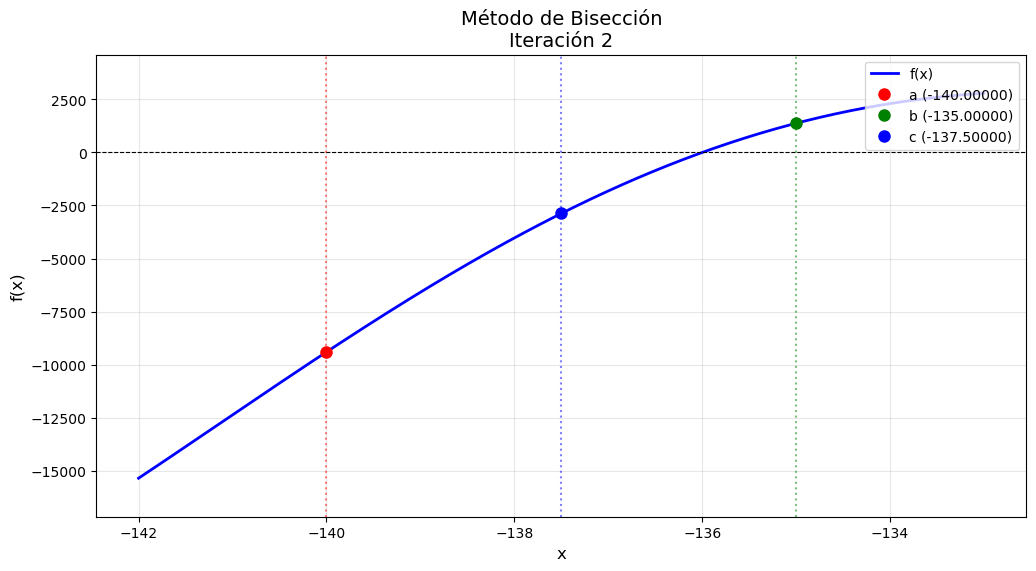 Método de Bisección
Iteración 2
f(x)
a (-140.00000)
b (-135.00000)
c (-137.50000)
2500
0
−2500
−5000
−7500
−10000
−12500
−15000
f(x)
−142
−140
−138
−136
−134
x